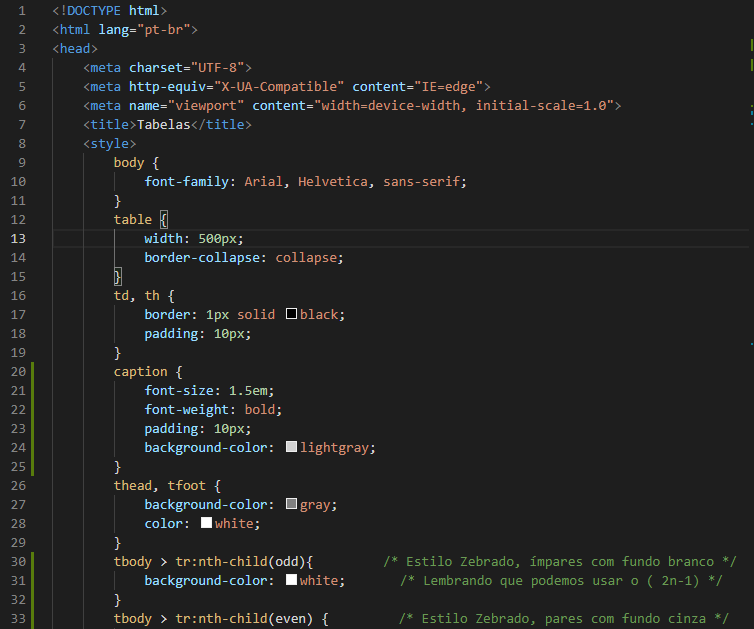 1 <!DOCTYPE html>
2 <html lang="pt-br">
3 <head>
4     <meta charset="UTF-8">
5     <meta http-equiv="X-UA-Compatible" content="IE=edge">
6     <meta name="viewport" content="width=device-width, initial-scale=1.0">
7     <title>Tabelas</title>
8     <style>
9         body {
10             font-family: Arial, Helvetica, sans-serif;
11         }
12         table {
13             width: 500px;
14             border-collapse: collapse;
15         }
16         td, th {
17             border: 1px solid black;
18             padding: 10px;
19         }
20         caption {
21             font-size: 1.5em;
22             font-weight: bold;
23             padding: 10px;
24             background-color: lightgray;
25         }
26         thead, tfoot {
27             background-color: gray;
28             color: white;
29         }
30         tbody > tr:nth-child(odd){         /* Estilo Zebrado, ímpares com fundo branco */
31             background-color: white;       /* Lembrando que podemos usar o ( 2n-1) */
32         }
33         tbody > tr:nth-child(even) {         /* Estilo Zebrado, pares com fundo cinza */